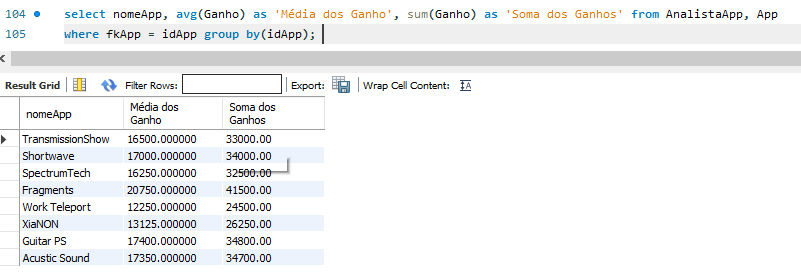 104 select nomeApp, avg(Ganho) as 'Média dos Ganho', sum(Ganho) as 'Soma dos Ganhos' from AnalistaApp, App
105 where fkApp = idApp group by(idApp);
Result Grid Filter Rows: Export: Wrap Cell Content:
nomeApp Média dos Ganho Soma dos Ganhos
TransmissionShow 16500.000000 33000.00
Shortwave 17000.000000 34000.00
SpectrumTech 16250.000000 32500.00
Fragments 20750.000000 41500.00
Work Teleport 12250.000000 24500.00
XiaNON 13125.000000 26250.00
Guitar PS 17400.000000 34800.00
Acustic Sound 17350.000000 34700.00